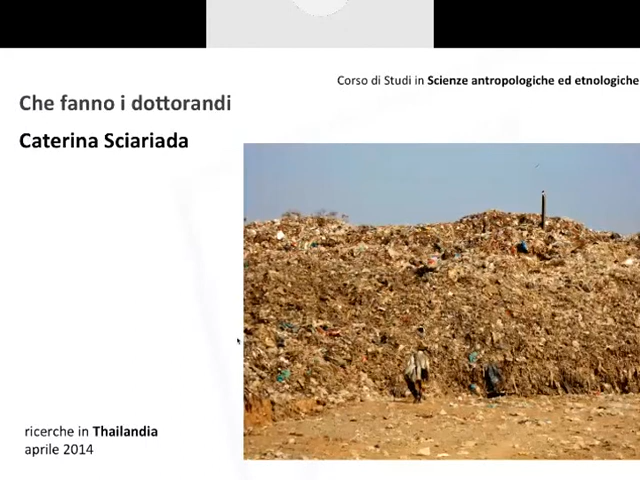 Corso di Studi in Scienze antropologiche ed etnologiche
Che fanno i dottorandi
Caterina Sciariada
ricerche in Thailandia
aprile 2014